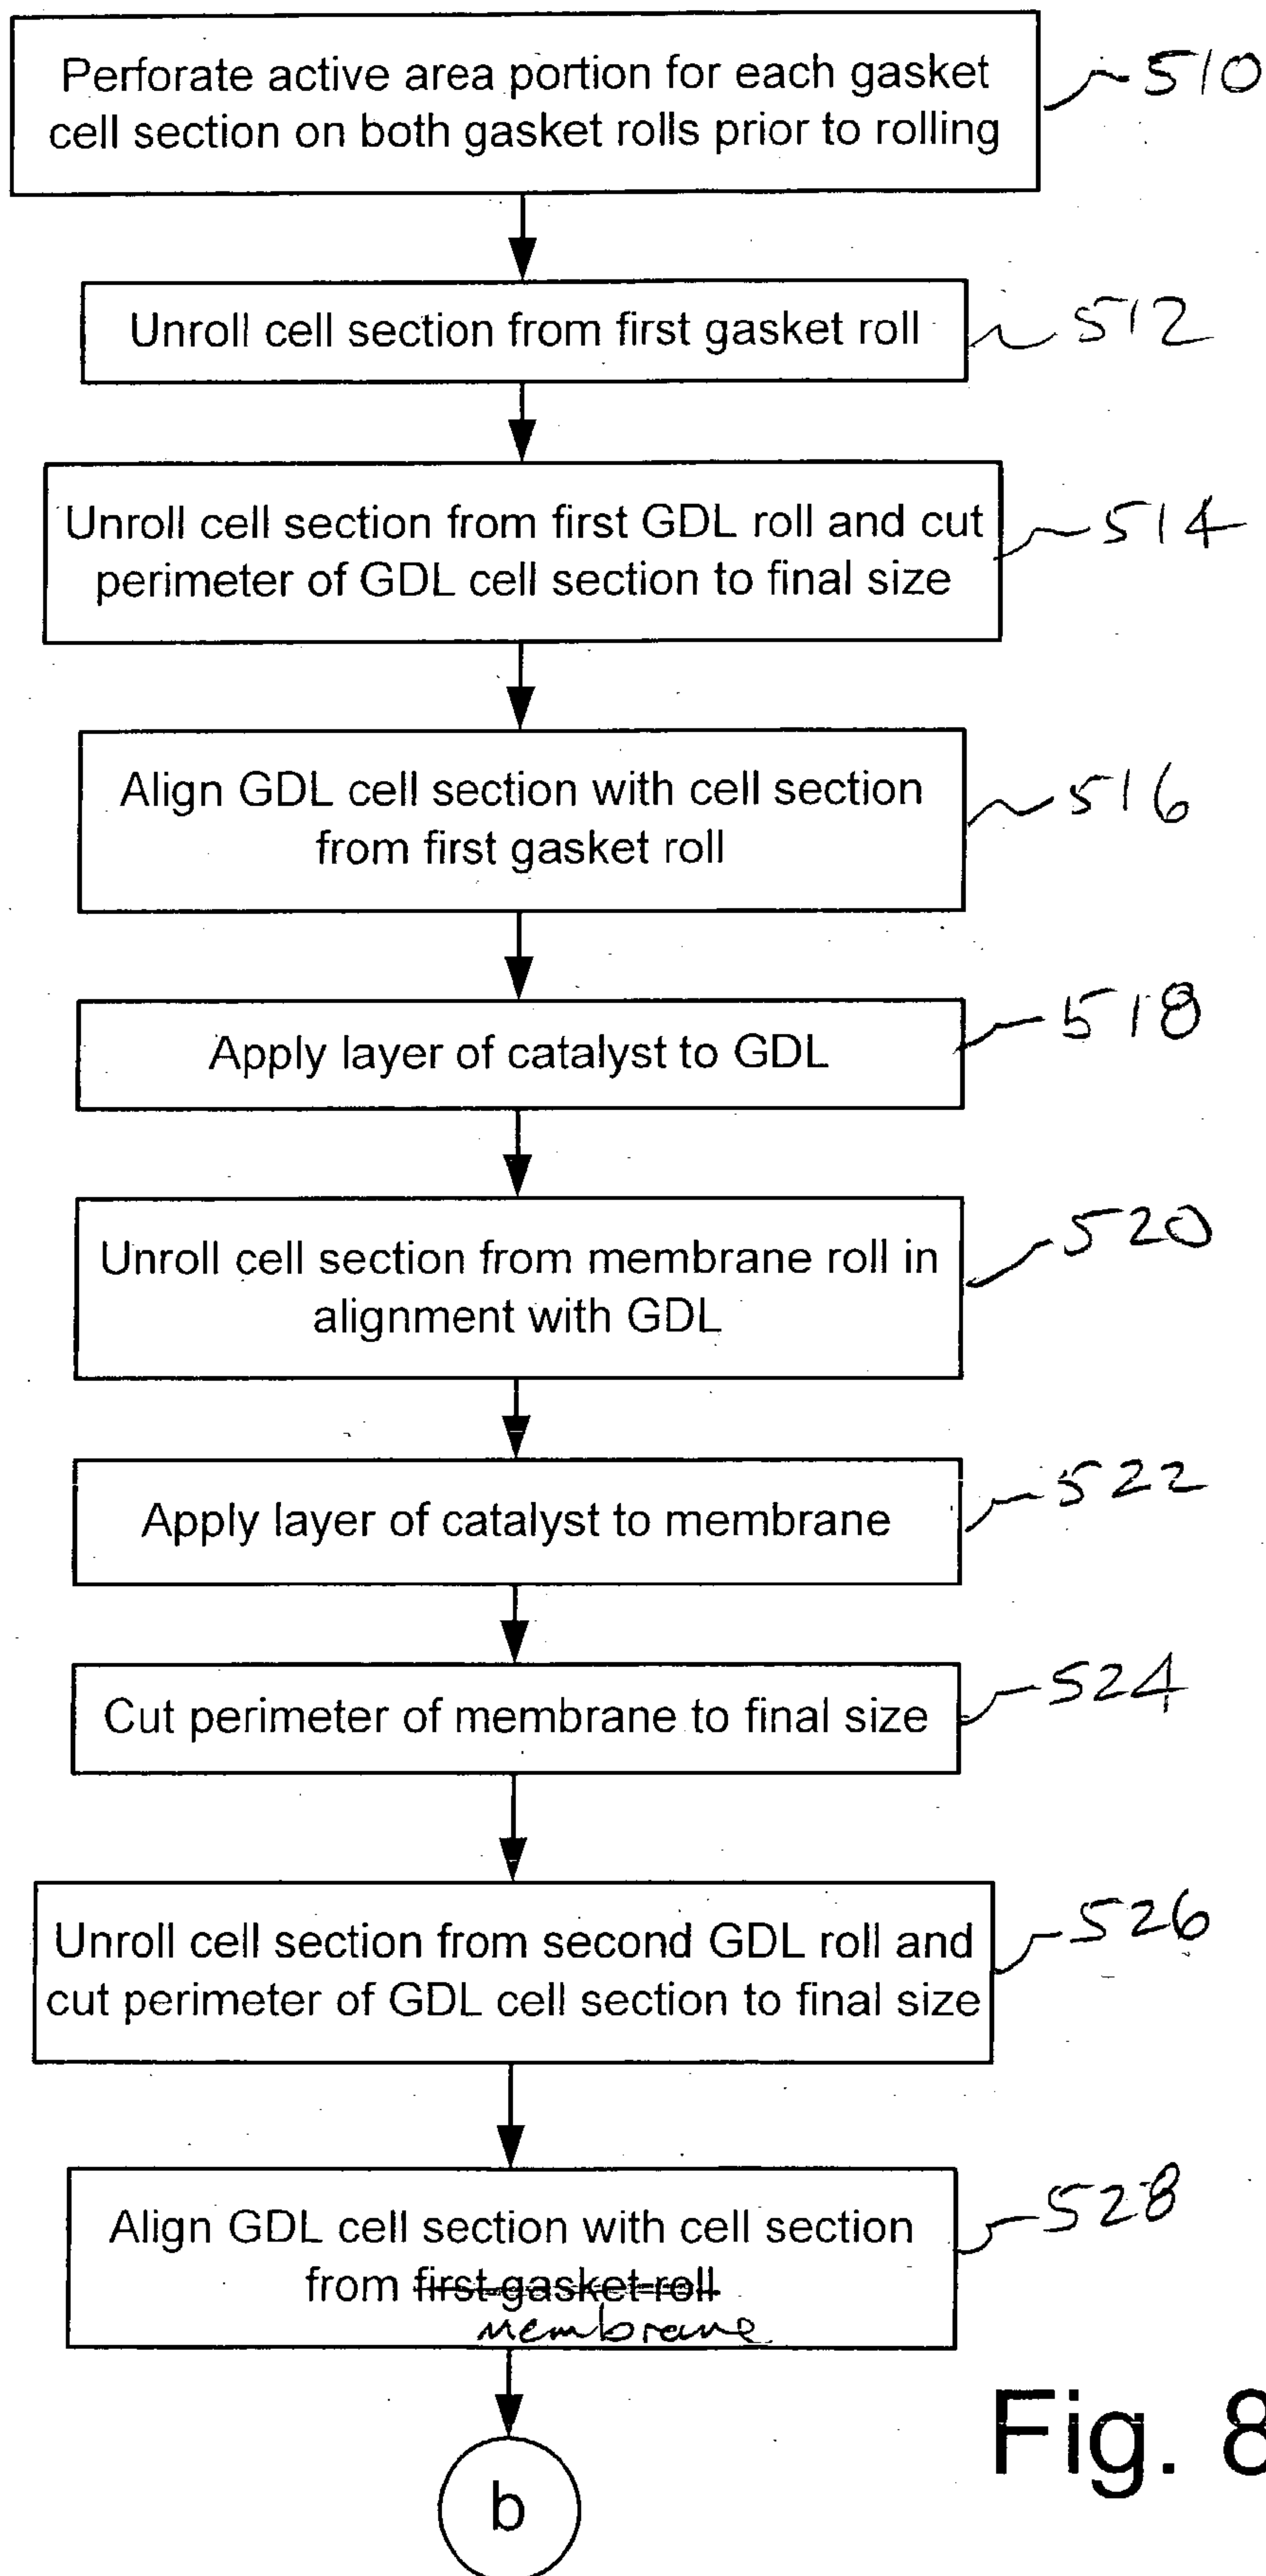 Perforate active area portion for each gasket
cell section on both gasket rolls prior to rolling
510
Unroll cell section from first gasket roll
512
Unroll cell section from first GDL roll and cut
perimeter of GDL cell section to final size
514
Align GDL cell section with cell section
from first gasket roll
516
Apply layer of catalyst to GDL
518
Unroll cell section from membrane roll in
alignment with GDL
520
Apply layer of catalyst to membrane
522
Cut perimeter of membrane to final size
524
Unroll cell section from second GDL roll and
cut perimeter of GDL cell section to final size
526
Align GDL cell section with cell section
from first gasket roll
membrane
528
b
Fig. 8